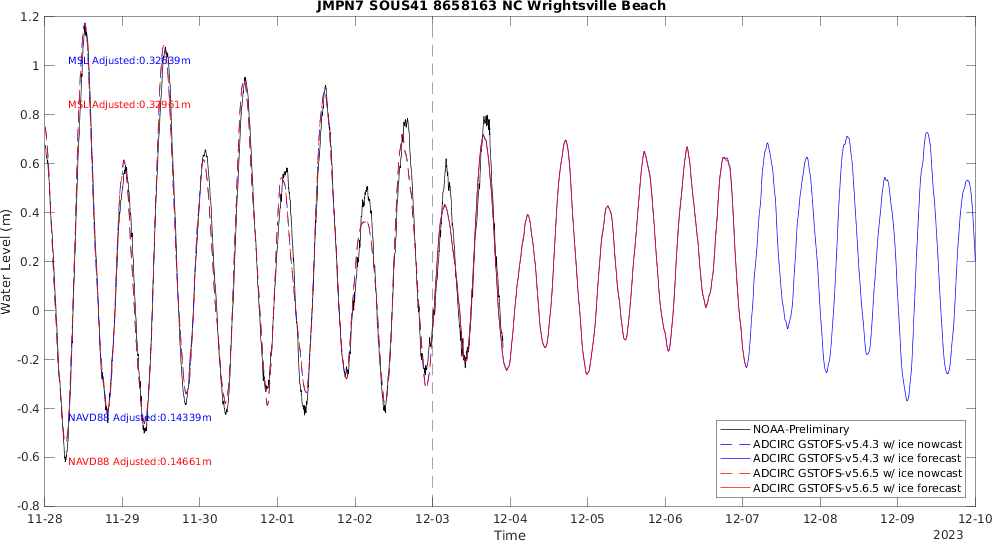 JMPN7 SOUS41 8658163 NC Wrightsville Beach
1.2
1
0.8
0.6
0.4
0.2
0
-0.2
-0.4
-0.6
-0.8
Water Level (m)
MSL Adjusted:0.32639m
MSL Adjusted:0.32961m
NAVD88 Adjusted:0.14339m
NAVD88 Adjusted:0.14661m
NOAA-Preliminary
ADCIRC GSTOFS-v5.4.3 w/ ice nowcast
ADCIRC GSTOFS-v5.4.3 w/ ice forecast
ADCIRC GSTOFS-v5.6.5 w/ ice nowcast
ADCIRC GSTOFS-v5.6.5 w/ ice forecast
11-28 11-29 11-30 12-01 12-02 12-03 12-04 12-05 12-06 12-07 12-08 12-09 12-10
Time
2023